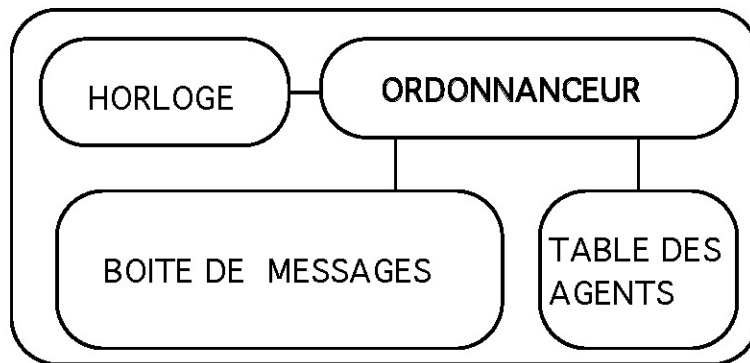 HORLOGE
ORDONNANCEUR
BOITE DE MESSAGES
TABLE DES
AGENTS